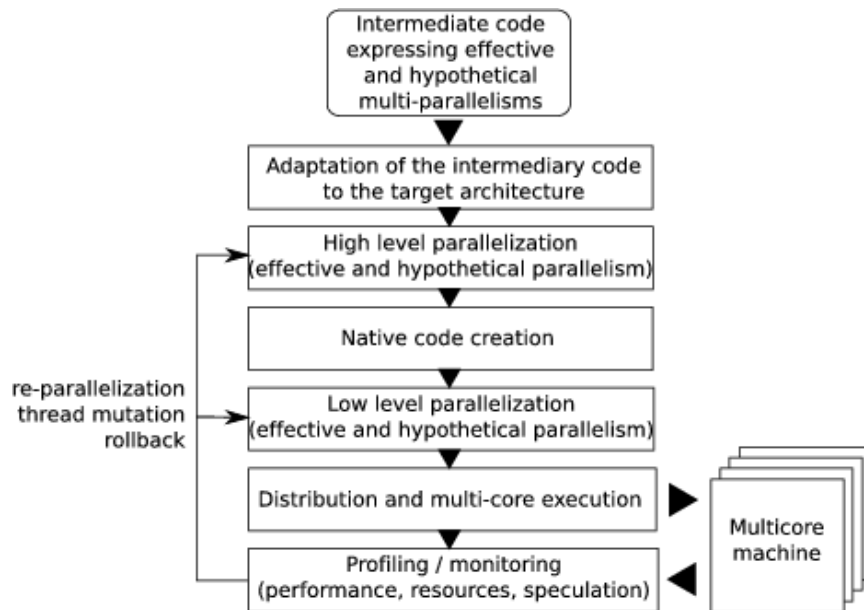 Intermediate code
expressing effective
and hypothetical
multi-parallelisms
Adaptation of the intermediary code
to the target architecture
High level parallelization
(effective and hypothetical parallelism)
Native code creation
re-parallelization
thread mutation
rollback
Low level parallelization
(effective and hypothetical parallelism)
Distribution and multi-core execution
Multicore
machine
Profiling / monitoring
(performance, resources, speculation)